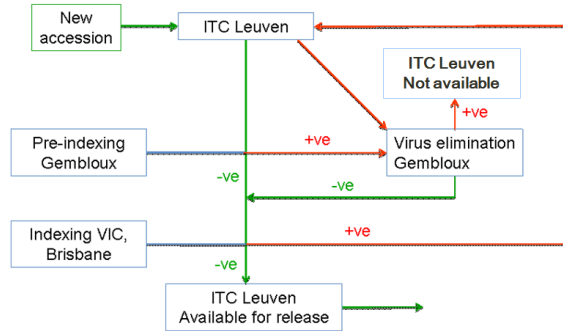 New
accession
ITC Leuven
ITC Leuven
Not available
+ve
Pre-indexing
Gembloux
+ve
Virus elimination
Gembloux
-ve
-ve
Indexing VIC,
Brisbane
+ve
-ve
ITC Leuven
Available for release